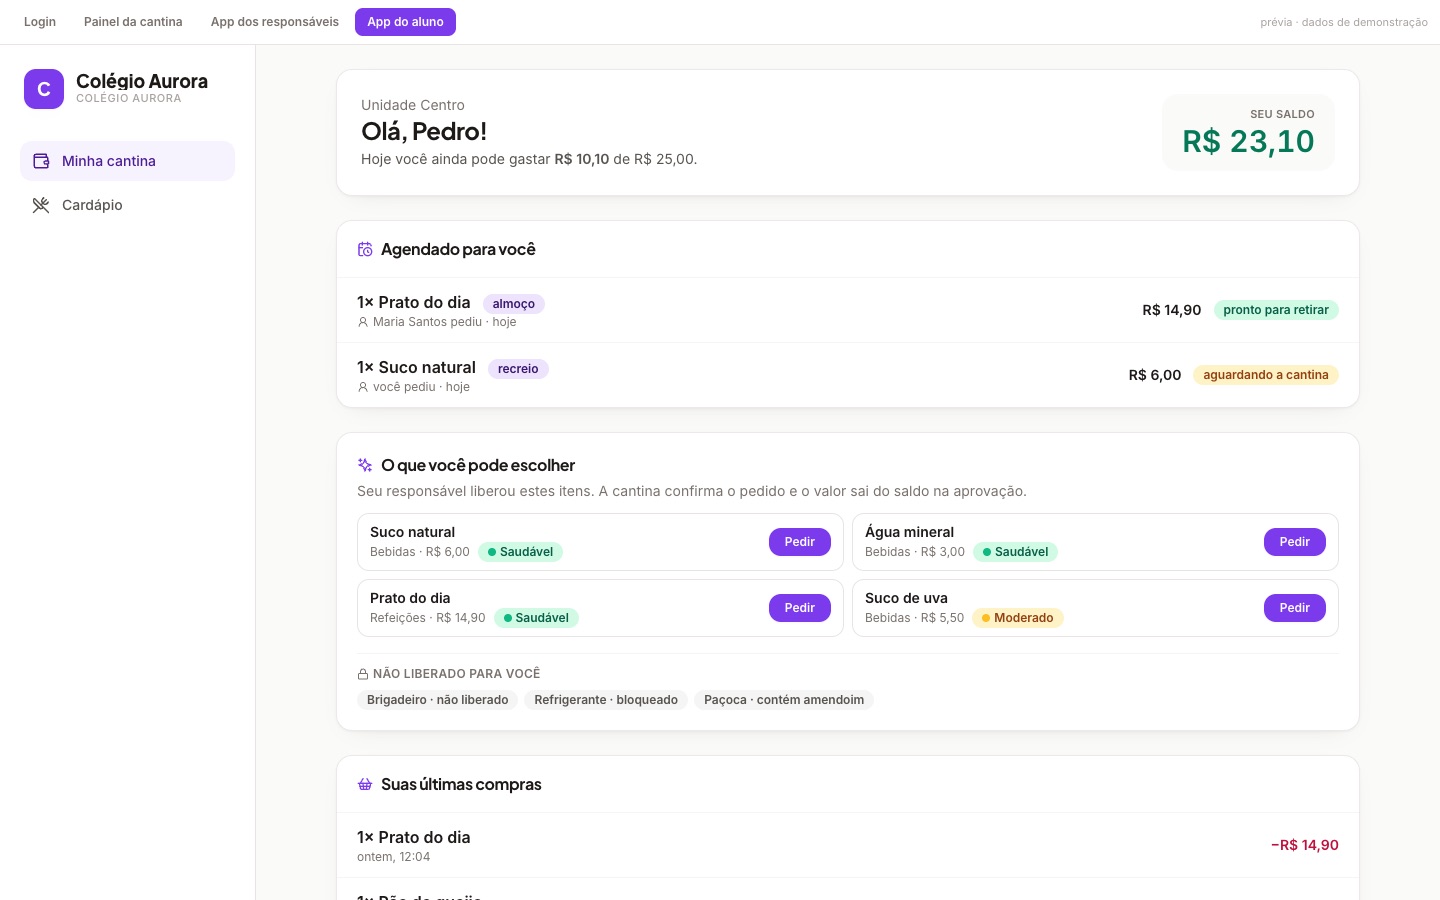 Login Painel da cantina App dos responsáveis App do aluno prévia · dados de demonstração
C Colégio Aurora
COLÉGIO AURORA
Minha cantina
Cardápio
Unidade Centro
Olá, Pedro!
Hoje você ainda pode gastar R$ 10,10 de R$ 25,00.
SEU SALDO
R$ 23,10
Agendado para você
1× Prato do dia almoço
Maria Santos pediu · hoje
R$ 14,90 pronto para retirar
1× Suco natural recreio
você pediu · hoje
R$ 6,00 aguardando a cantina
O que você pode escolher
Seu responsável liberou estes itens. A cantina confirma o pedido e o valor sai do saldo na aprovação.
Suco natural
Bebidas · R$ 6,00 Saudável
Pedir
Água mineral
Bebidas · R$ 3,00 Saudável
Pedir
Prato do dia
Refeições · R$ 14,90 Saudável
Pedir
Suco de uva
Bebidas · R$ 5,50 Moderado
Pedir
NÃO LIBERADO PARA VOCÊ
Brigadeiro · não liberado Refrigerante · bloqueado Paçoca · contém amendoim
Suas últimas compras
1× Prato do dia
ontem, 12:04
−R$ 14,90